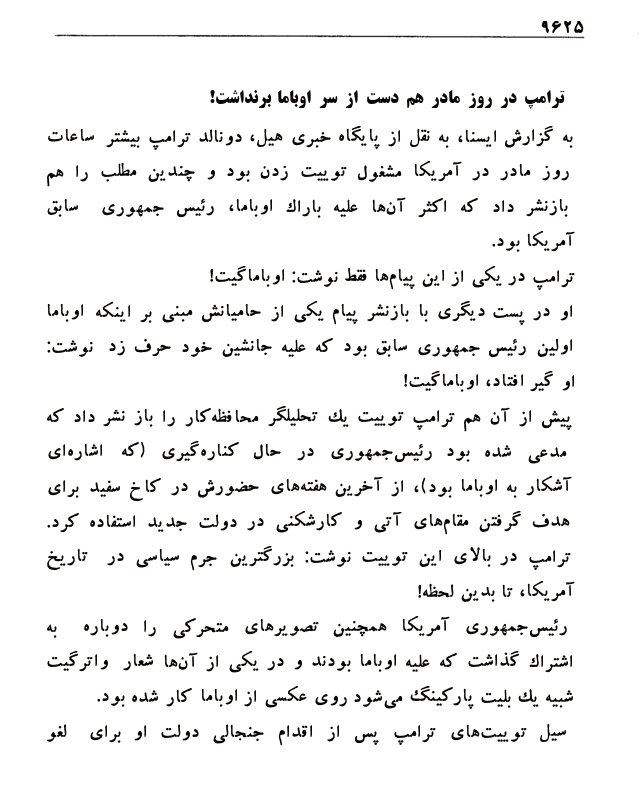 ۹۶۲۵
ترامپ در روز مادر هم دست از سر اوباما برنداشت!
به گزارش ایسنا، به نقل از پایگاه خبری هیل، دونالد ترامپ بیشتر ساعات
روز مادر در آمریکا مشغول توییت زدن بود و چندین مطلب را هم
بازنشر داد که اکثر آن‌ها علیه باراك اوباما، رئیس جمهوری سابق
آمریکا بود.
ترامپ در یکی از این پیام‌ها فقط نوشت: اوباماگیت!
او در پست دیگری با بازنشر پیام یکی از حامیانش مبنی بر اینکه اوباما
اولین رئیس جمهوری سابق بود که علیه جانشین خود حرف زد نوشت:
او گیر افتاد، اوباماگیت!
پیش از آن هم ترامپ توییت یك تحلیلگر محافظه‌کار را باز نشر داد که
مدعی شده بود رئیس‌جمهوری در حال کناره‌گیری (که اشاره‌ای
آشکار به اوباما بود)، از آخرین هفته‌های حضورش در کاخ سفید برای
هدف گرفتن مقام‌های آتی و کارشکنی در دولت جدید استفاده کرد.
ترامپ در بالای این توییت نوشت: بزرگترین جرم سیاسی در تاریخ
آمریکا، تا بدین لحظه!
رئیس‌جمهوری آمریکا همچنین تصویرهای متحرکی را دوباره به
اشتراك گذاشت که علیه اوباما بودند و در یکی از آن‌ها شعار واترگیت
شبیه یك بلیت پارکینگ می‌شود روی عکسی از اوباما کار شده بود.
سیل توییت‌های ترامپ پس از اقدام جنجالی دولت او برای لغو